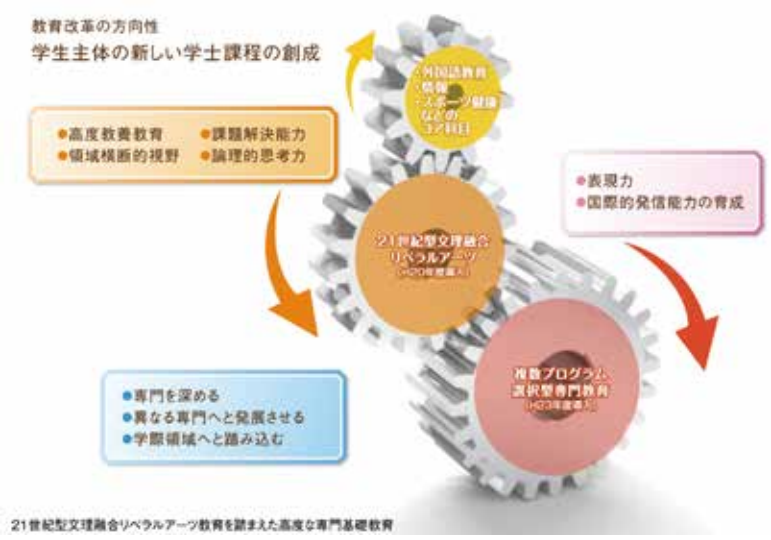 教育改革の方向性
学生主体の新しい学士課程の創成
・外国語教育
・情報
・スポーツ健康
などの
コア科目
●高度教養教育 ●課題解決能力
●領域横断的視野 ●論理的思考力
●表現力
●国際的発信能力の育成
21世紀型文理融合
リベラルアーツ
(H20年度導入)
複数プログラム
選択型専門教育
(H23年度導入)
●専門を深める
●異なる専門へと発展させる
●学際領域へと踏み込む
21世紀型文理融合リベラルアーツ教育を踏まえた高度な専門基礎教育